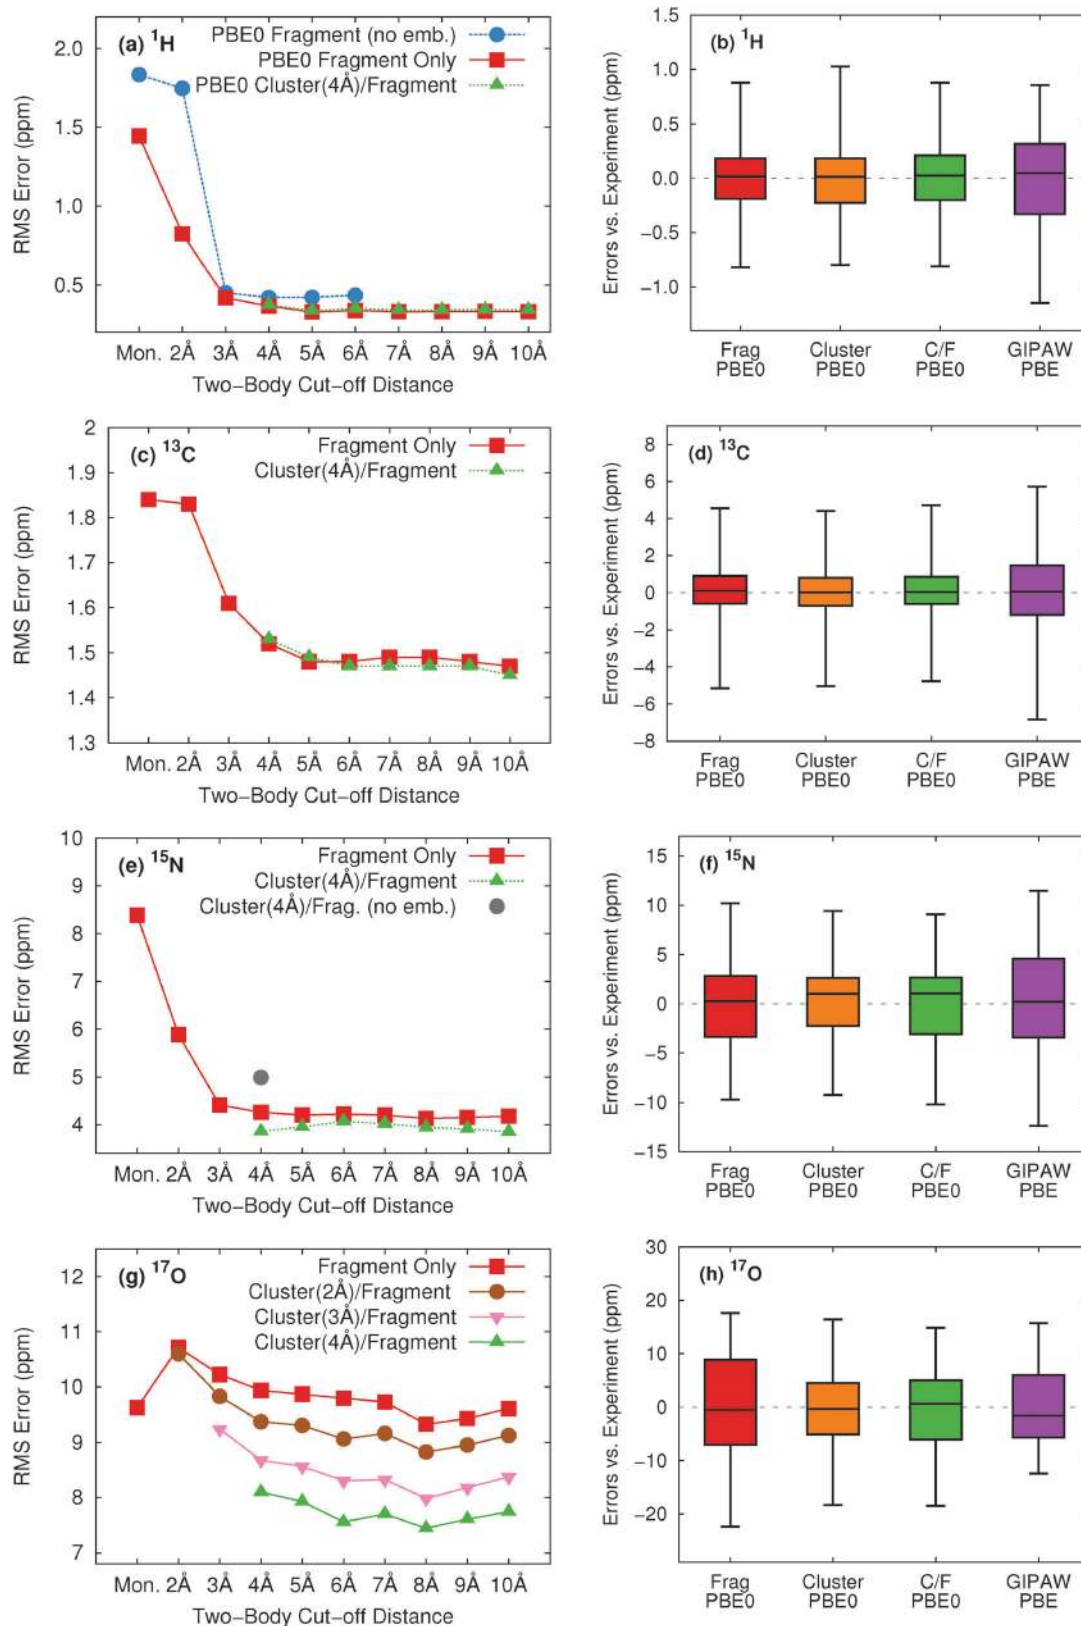 (a) ¹H
PBE0 Fragment (no emb.)
PBE0 Fragment Only
PBE0 Cluster(4Å)/Fragment
RMS Error (ppm)
2.0
1.5
1.0
0.5
Mon. 2Å 3Å 4Å 5Å 6Å 7Å 8Å 9Å 10Å
Two−Body Cut−off Distance
(b) ¹H
Errors vs. Experiment (ppm)
1.5
1.0
0.5
0.0
−0.5
−1.0
Frag Cluster C/F GIPAW
PBE0 PBE0 PBE0 PBE
(c) ¹³C
Fragment Only
Cluster(4Å)/Fragment
RMS Error (ppm)
2
1.9
1.8
1.7
1.6
1.5
1.4
1.3
Mon. 2Å 3Å 4Å 5Å 6Å 7Å 8Å 9Å 10Å
Two−Body Cut−off Distance
(d) ¹³C
Errors vs. Experiment (ppm)
8
6
4
2
0
−2
−4
−6
−8
Frag Cluster C/F GIPAW
PBE0 PBE0 PBE0 PBE
(e) ¹⁵N
Fragment Only
Cluster(4Å)/Fragment
Cluster(4Å)/Frag. (no emb.)
RMS Error (ppm)
10
9
8
7
6
5
4
Mon. 2Å 3Å 4Å 5Å 6Å 7Å 8Å 9Å 10Å
Two−Body Cut−off Distance
(f) ¹⁵N
Errors vs. Experiment (ppm)
15
10
5
0
−5
−10
−15
Frag Cluster C/F GIPAW
PBE0 PBE0 PBE0 PBE
(g) ¹⁷O
Fragment Only
Cluster(2Å)/Fragment
Cluster(3Å)/Fragment
Cluster(4Å)/Fragment
RMS Error (ppm)
12
11
10
9
8
7
Mon. 2Å 3Å 4Å 5Å 6Å 7Å 8Å 9Å 10Å
Two−Body Cut−off Distance
(h) ¹⁷O
Errors vs. Experiment (ppm)
30
20
10
0
−10
−20
Frag Cluster C/F GIPAW
PBE0 PBE0 PBE0 PBE